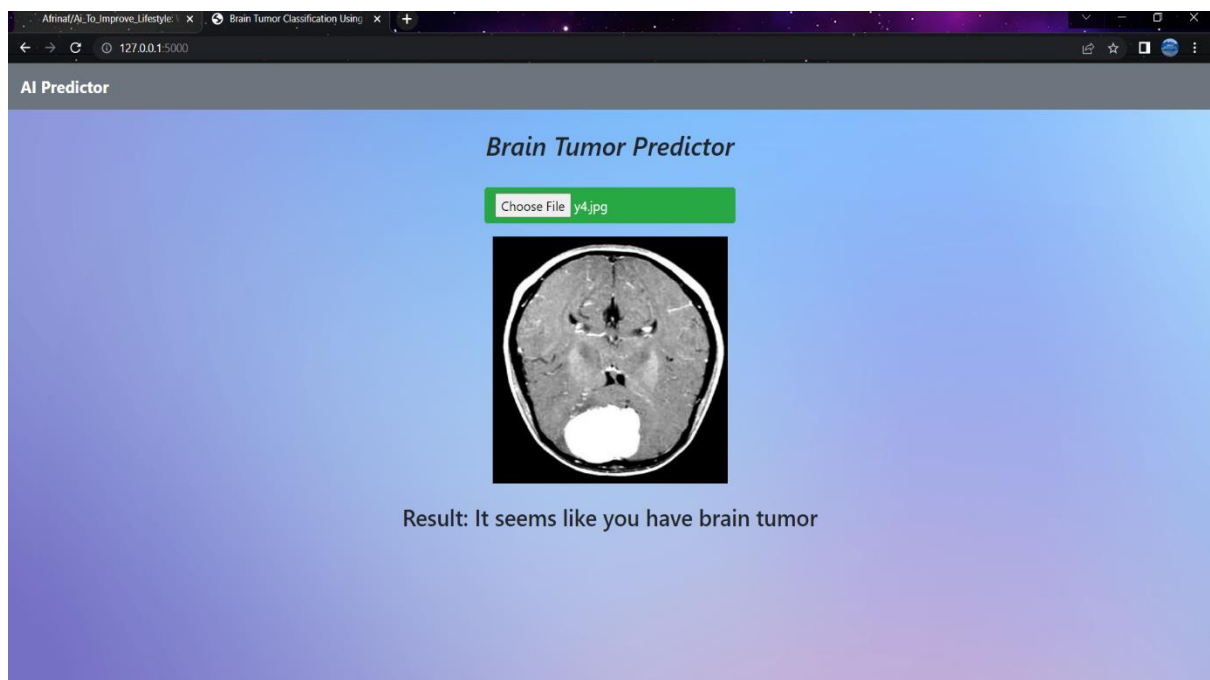 Afrinaf/Ai_To_Improve_Lifestyle:
Brain Tumor Classification Using
127.0.0.1:5000
AI Predictor
Brain Tumor Predictor
Choose File y4.jpg
Result: It seems like you have brain tumor